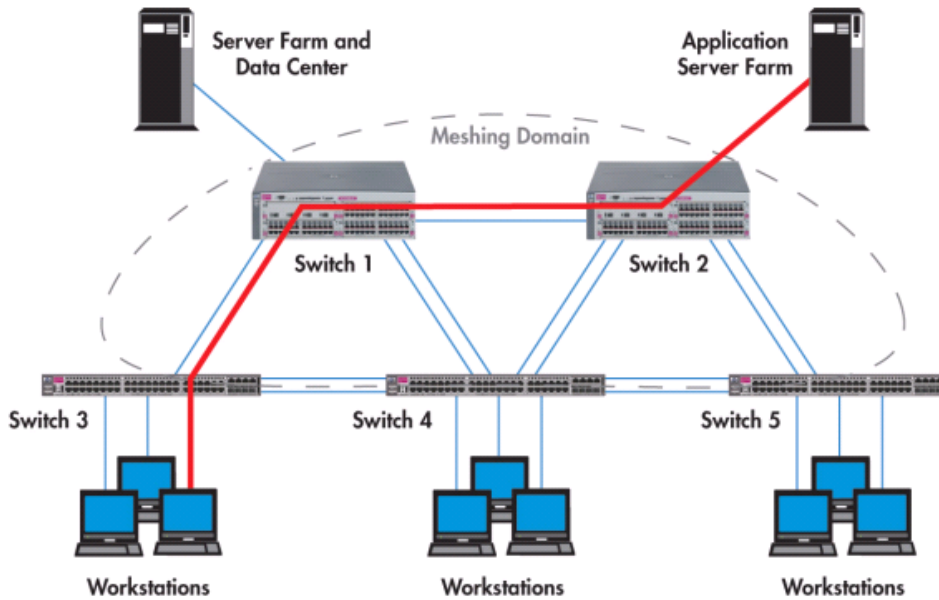 Server Farm and
Data Center
Application
Server Farm
Meshing Domain
Switch 1
Switch 2
Switch 3
Switch 4
Switch 5
Workstations
Workstations
Workstations